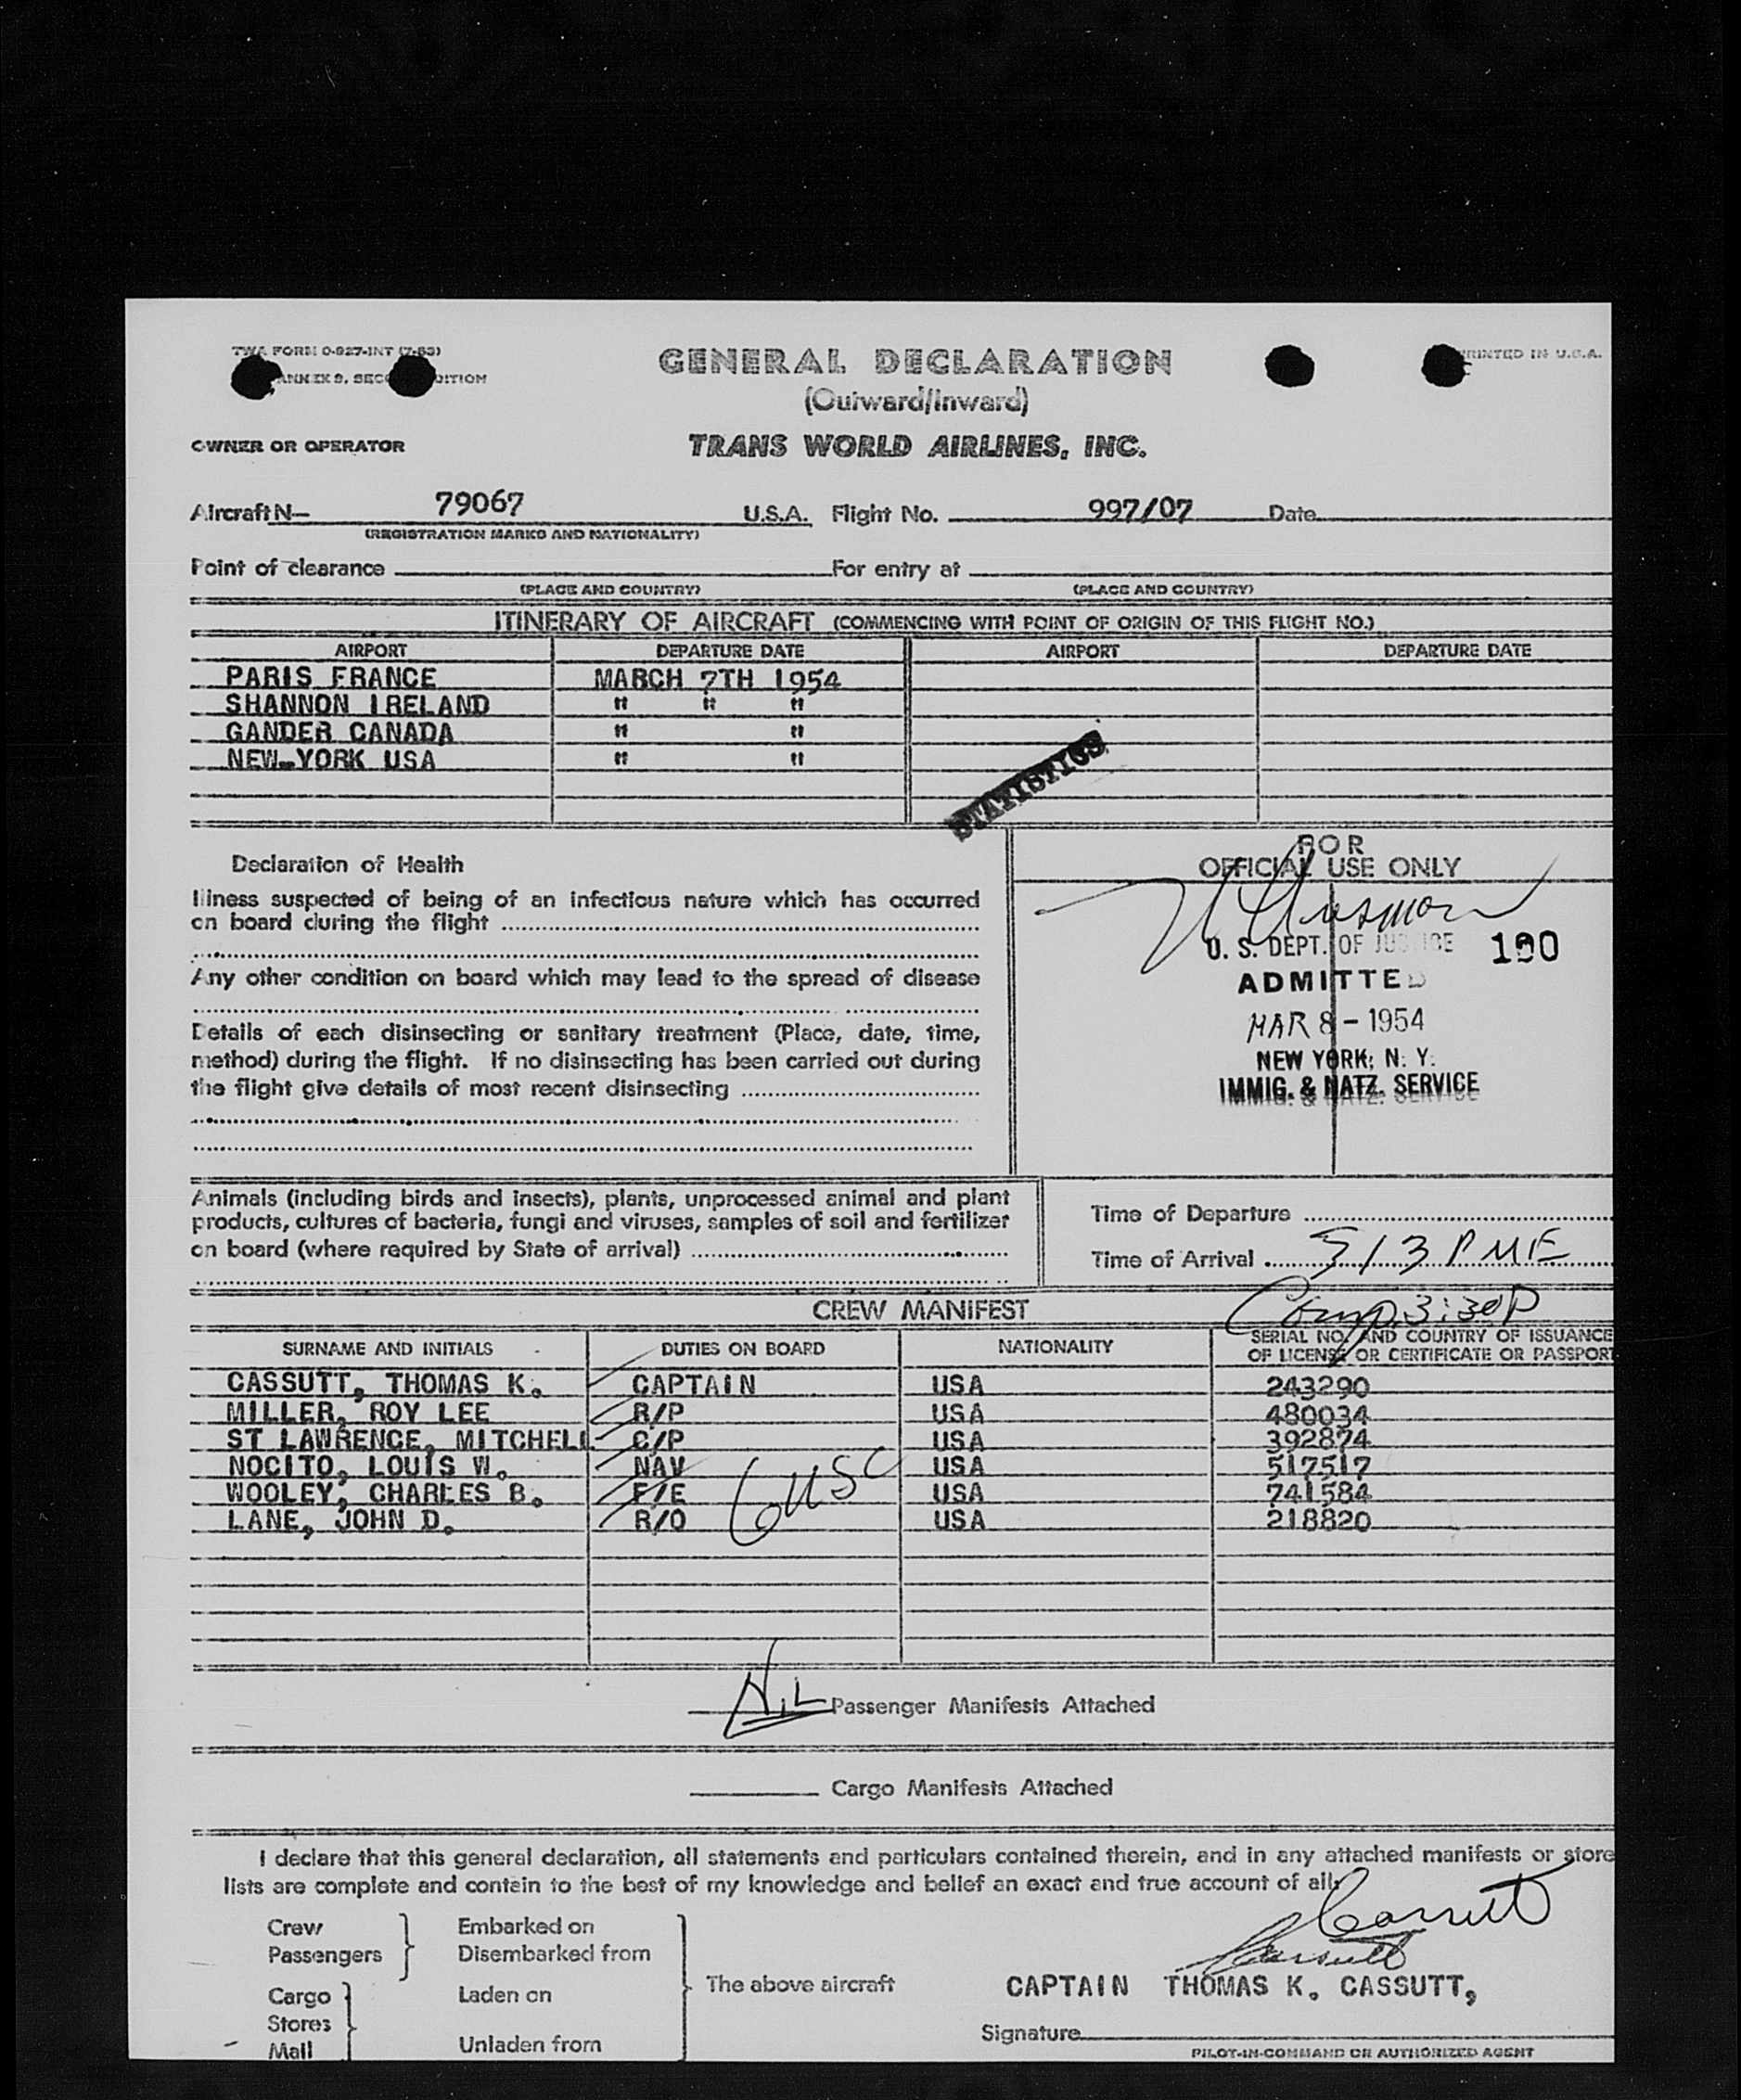 TWA FORM O-927-INT (7-53)
PRINTED IN U.S.A.
ANNEX 9, SECOND EDITION
GENERAL DECLARATION
(Outward/Inward)
OWNER OR OPERATOR TRANS WORLD AIRLINES, INC.
Aircraft N— 79067 U.S.A. Flight No. 997/07 Date
(REGISTRATION MARKS AND NATIONALITY)
Point of clearance For entry at
(PLACE AND COUNTRY) (PLACE AND COUNTRY)
ITINERARY OF AIRCRAFT (COMMENCING WITH POINT OF ORIGIN OF THIS FLIGHT NO.)
AIRPORT DEPARTURE DATE AIRPORT DEPARTURE DATE
PARIS FRANCE MARCH 7TH 1954
SHANNON IRELAND " " "
GANDER CANADA " "
NEW YORK USA " "
STATISTICS
Declaration of Health
Illness suspected of being of an infectious nature which has occurred
on board during the flight
Any other condition on board which may lead to the spread of disease
Details of each disinsecting or sanitary treatment (Place, date, time,
method) during the flight. If no disinsecting has been carried out during
the flight give details of most recent disinsecting
FOR
OFFICIAL USE ONLY
U. S. DEPT. OF JUSTICE 190
ADMITTED
MAR 8 - 1954
NEW YORK, N. Y.
IMMIG. & NATZ. SERVICE
Animals (including birds and insects), plants, unprocessed animal and plant
products, cultures of bacteria, fungi and viruses, samples of soil and fertilizer
on board (where required by State of arrival)
Time of Departure
Time of Arrival 313 PME
Comp 3:30P
CREW MANIFEST
SURNAME AND INITIALS DUTIES ON BOARD NATIONALITY SERIAL NO. AND COUNTRY OF ISSUANCE
OF LICENSE OR CERTIFICATE OR PASSPORT
CASSUTT, THOMAS K. CAPTAIN USA 243290
MILLER, ROY LEE R/P USA 480034
ST LAWRENCE, MITCHELL C/P USA 392874
NOCITO, LOUIS W. NAV USA 517517
WOOLEY, CHARLES B. F/E USA 741584
LANE, JOHN D. R/O USA 218820
6 USC
NiL Passenger Manifests Attached
Cargo Manifests Attached
I declare that this general declaration, all statements and particulars contained therein, and in any attached manifests or store
lists are complete and contain to the best of my knowledge and belief an exact and true account of all:
Crew Embarked on
Passengers Disembarked from
Cassutt
Cassutt
The above aircraft CAPTAIN THOMAS K. CASSUTT,
Cargo Laden on
Stores
Mail Unladen from
Signature
PILOT-IN-COMMAND OR AUTHORIZED AGENT